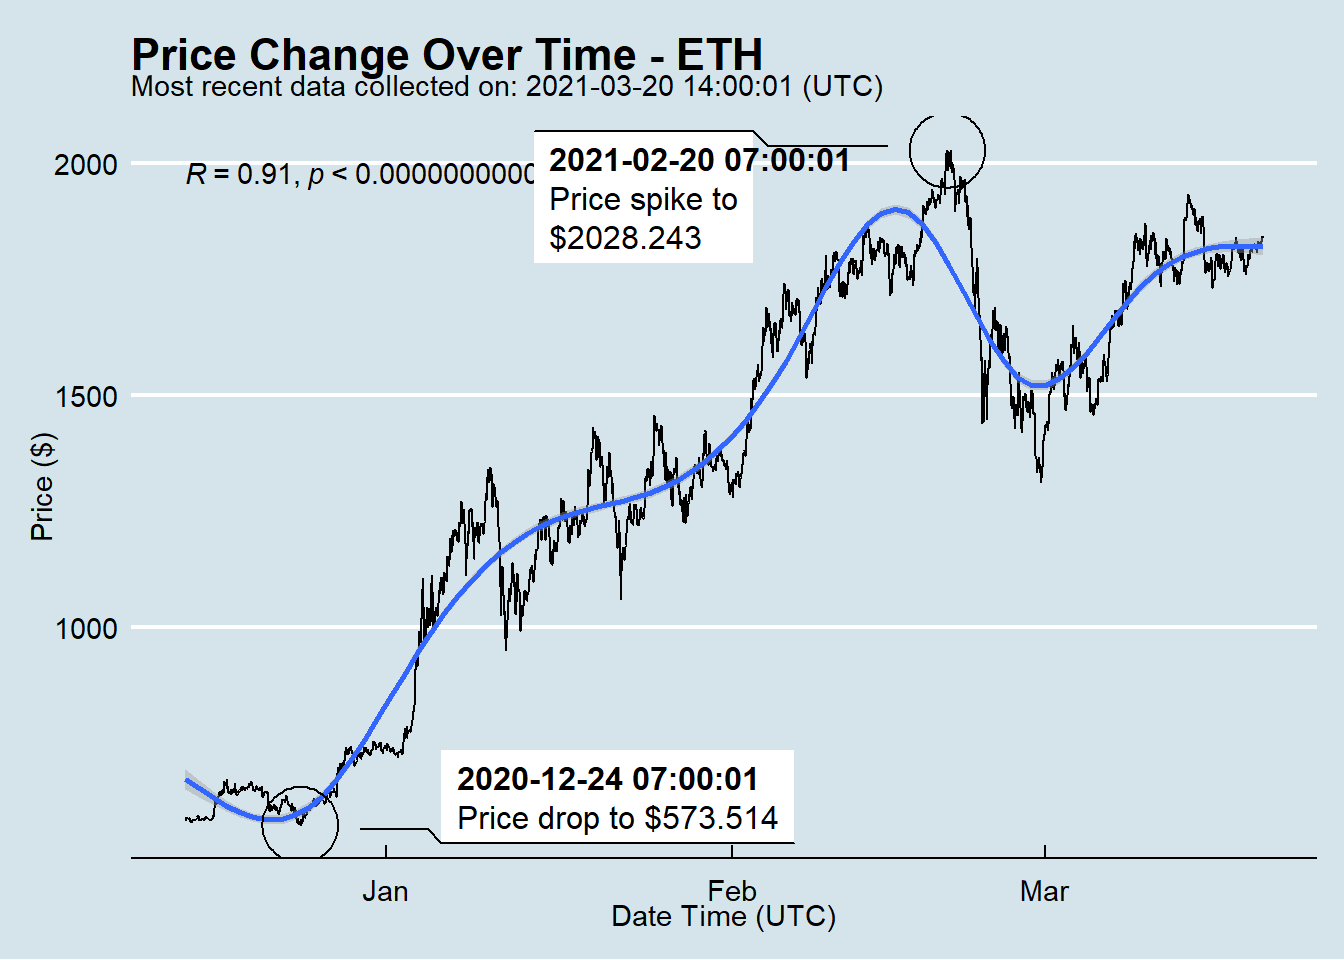 Price Change Over Time - ETH
Most recent data collected on: 2021-03-20 14:00:01 (UTC)
2021-02-20 07:00:01
Price spike to
$2028.243
R = 0.91, p < 0.0000000000
2000
1500
1000
Price ($)
2020-12-24 07:00:01
Price drop to $573.514
Jan
Feb
Mar
Date Time (UTC)